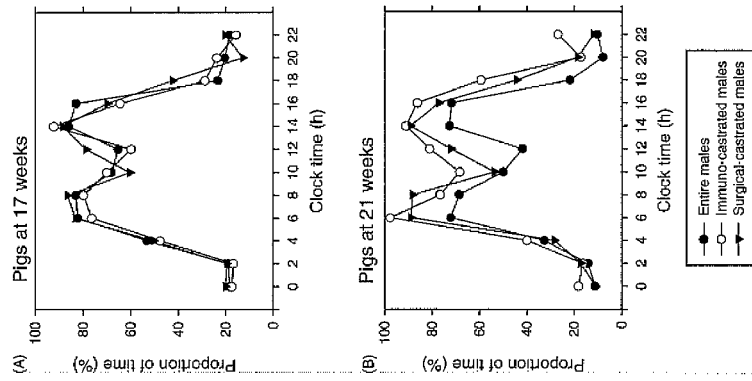 (A)
Pigs at 17 weeks
Proportion of time (%)
100
80
60
40
20
0
0 2 4 6 8 10 12 14 16 18 20 22
Clock time (h)
(B)
Pigs at 21 weeks
Proportion of time (%)
100
80
60
40
20
0
0 2 4 6 8 10 12 14 16 18 20 22
Clock time (h)
Entire males
Immuno-castrated males
Surgical-castrated males